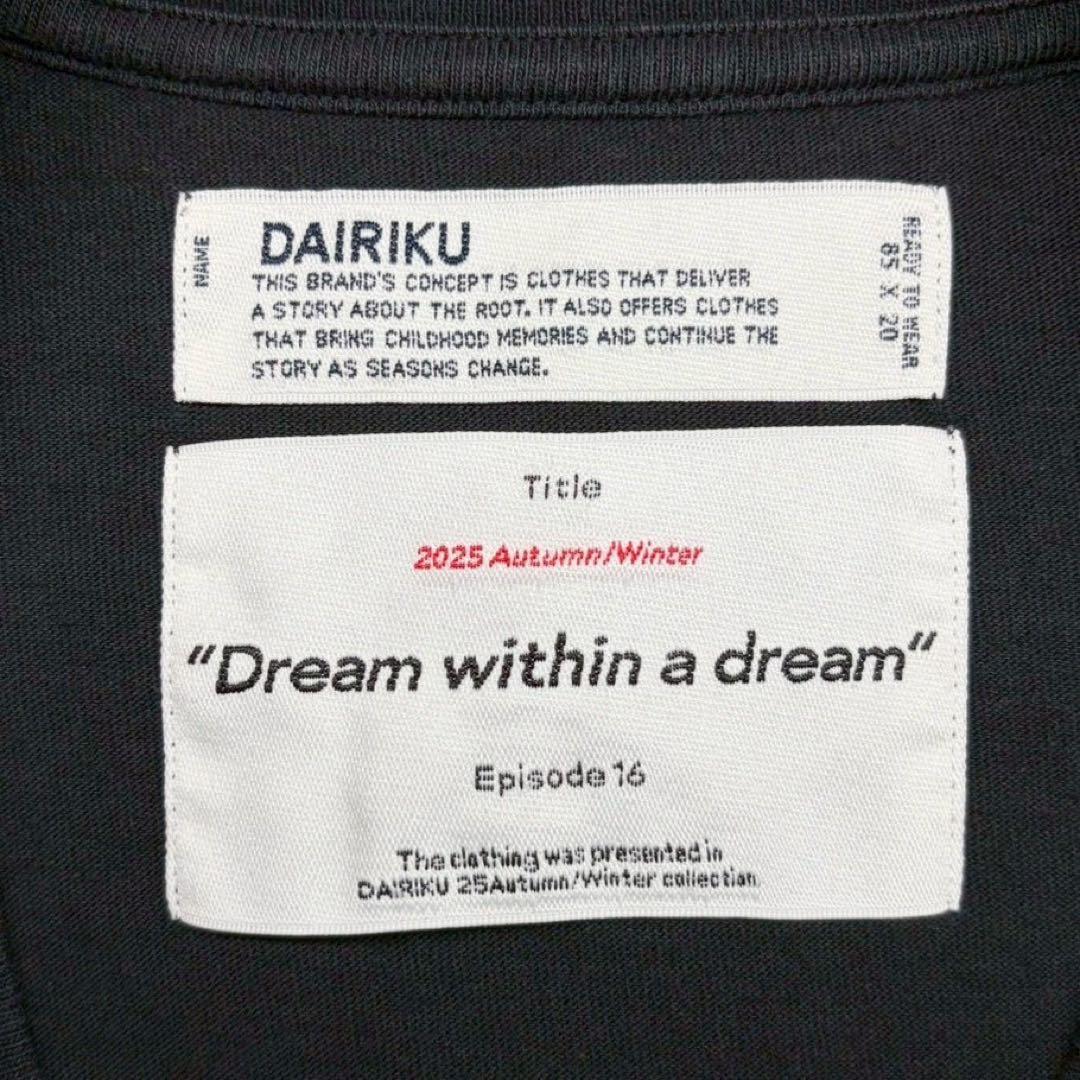 NAME
DAIRIKU
THIS BRAND'S CONCEPT IS CLOTHES THAT DELIVER
A STORY ABOUT THE ROOT. IT ALSO OFFERS CLOTHES
THAT BRING CHILDHOOD MEMORIES AND CONTINUE THE
STORY AS SEASONS CHANGE.
READY TO WEAR
85 X 20
Title
2025 Autumn/Winter
“Dream within a dream“
Episode 16
The clothing was presented in
DAIRIKU 25Autumn/Winter collection.